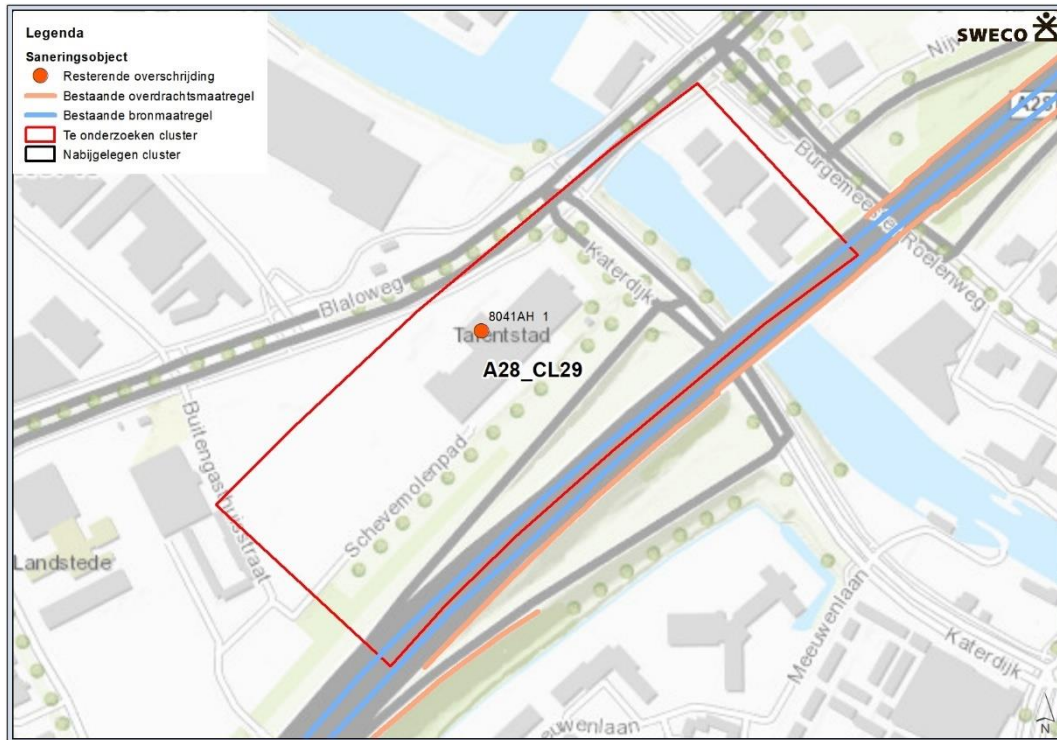 Legenda
Saneringsobject
Resterende overschrijding
Bestaande overdrachtsmaatregel
Bestaande bronmaatregel
Te onderzoeken cluster
Nabijgelegen cluster
SWECO
A28
Burgemeester Roelenweg
Katerdijk
Blaloweg
8041AH 1
Talentstad
A28_CL29
Buitengasthuisstraat
Schevemolenpad
Landstede
Meeuwenlaan
Katerdijk
N